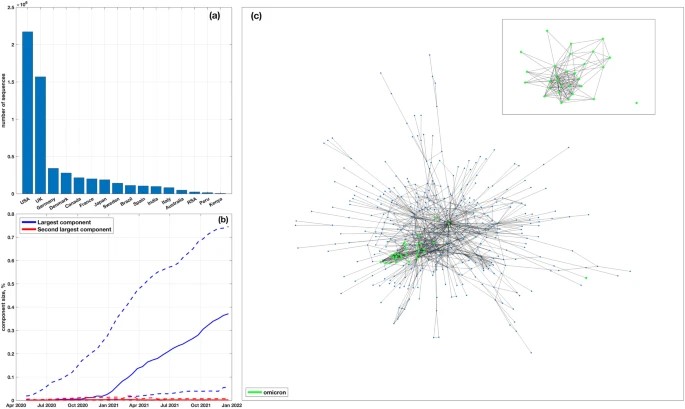 (a)
2.5 ×10⁶
2
1.5
1
0.5
0
number of sequences
USA
UK
Germany
Denmark
Canada
France
Japan
Sweden
Brazil
Spain
India
Italy
Australia
RSA
Peru
Kenya
(b)
Largest component
Second largest component
0.8
0.7
0.6
0.5
0.4
0.3
0.2
0.1
0
component size, %
Apr 2020
Jul 2020
Oct 2020
Jan 2021
Apr 2021
Jul 2021
Oct 2021
Jan 2022
(c)
omicron